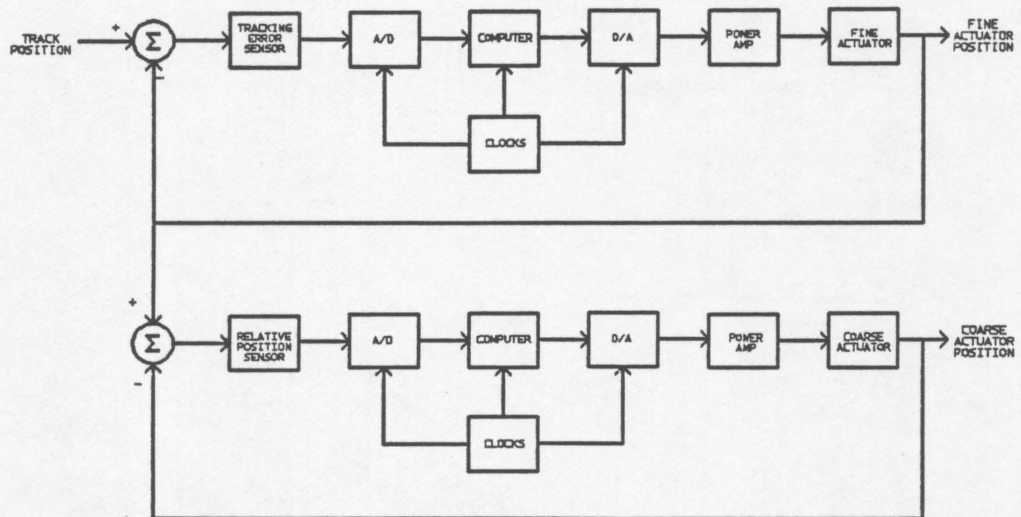 TRACK
POSITION
+
Σ
−
TRACKING
ERROR
SENSOR
A/D
COMPUTER
D/A
POWER
AMP
FINE
ACTUATOR
FINE
ACTUATOR
POSITION
CLOCKS
+
Σ
−
RELATIVE
POSITION
SENSOR
A/D
COMPUTER
D/A
POWER
AMP
COARSE
ACTUATOR
COARSE
ACTUATOR
POSITION
CLOCKS